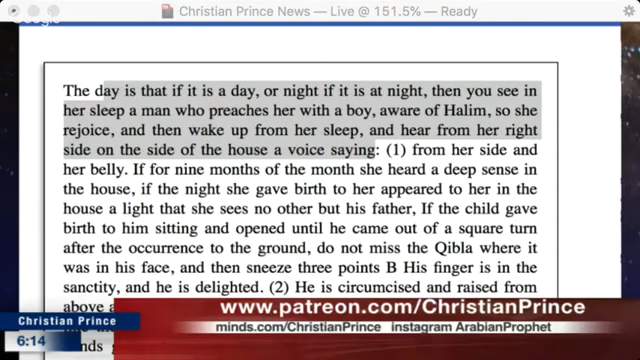 Christian Prince News — Live @ 151.5% — Ready
Google
The day is that if it is a day, or night if it is at night, then you see in
her sleep a man who preaches her with a boy, aware of Halim, so she
rejoice, and then wake up from her sleep, and hear from her right
side on the side of the house a voice saying: (1) from her side and
her belly. If for nine months of the month she heard a deep sense in
the house, if the night she gave birth to her appeared to her in the
house a light that she sees no other but his father, If the child gave
birth to him sitting and opened until he came out of a square turn
after the occurrence to the ground, do not miss the Qibla where it
was in his face, and then sneeze three points B His finger is in the
sanctity, and he is delighted. (2) He is circumcised and raised from
above a
www.patreon.com/ChristianPrince
Christian Prince
minds.com/ChristianPrince instagram ArabianProphet
6:14